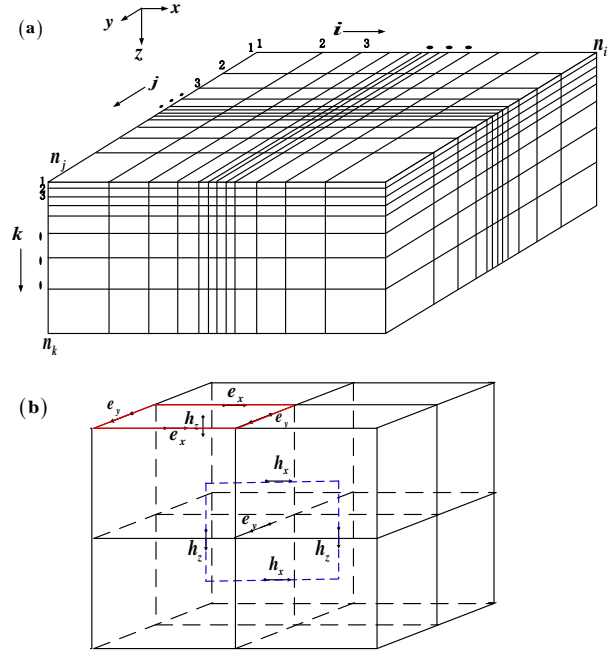 (a)
y x
z
1 1 2 3 i n_i
2
3
j
n_j
1
2
3
k
n_k
(b)
e_x
e_y
h_z
e_y
e_x
h_x
e_y
h_z
h_z
h_x